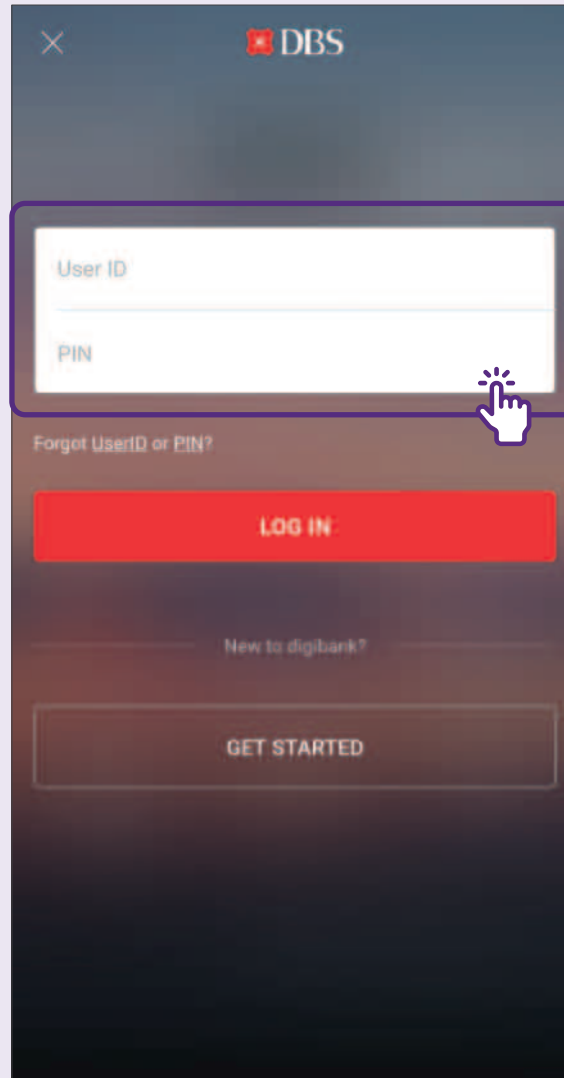 DBS
User ID
PIN
Forgot UserID or PIN?
LOG IN
New to digibank?
GET STARTED